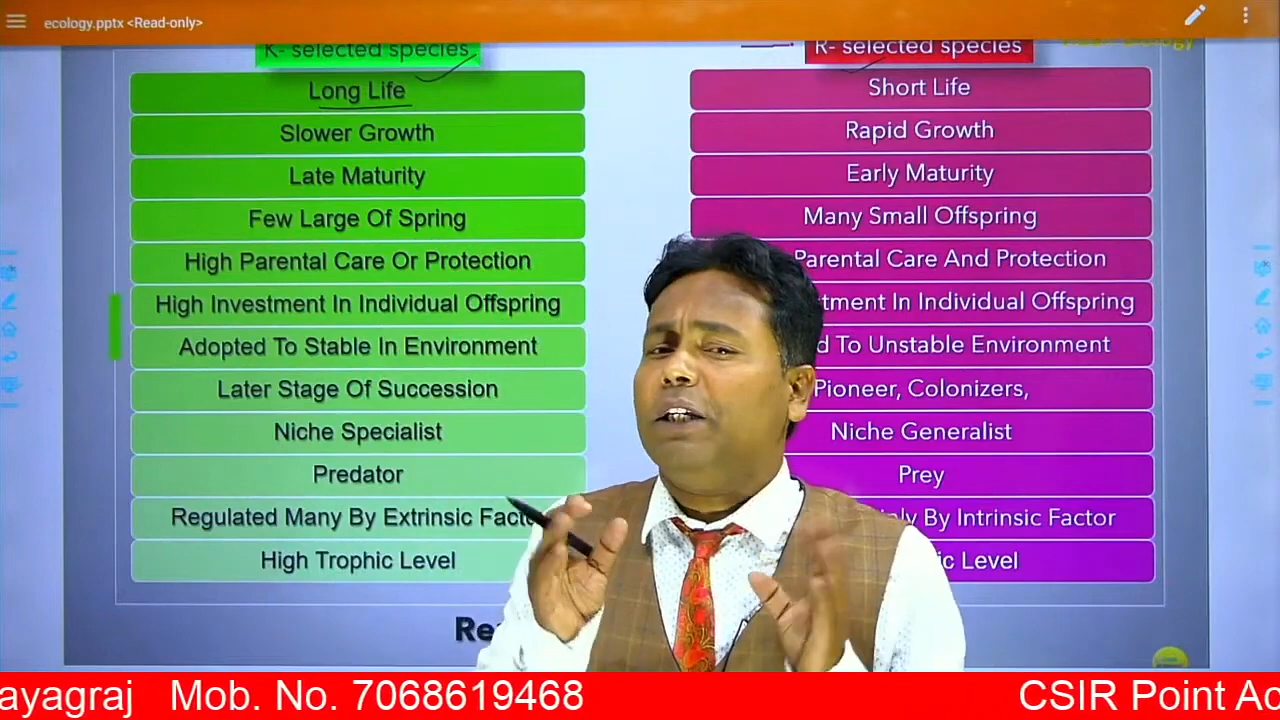 ecology.pptx <Read-only>
K- selected species
R- selected species
Long Life
Short Life
Slower Growth
Rapid Growth
Late Maturity
Early Maturity
Few Large Of Spring
Many Small Offspring
High Parental Care Or Protection
Parental Care And Protection
High Investment In Individual Offspring
In Individual Offspring
Adopted To Stable In Environment
To Unstable Environment
Later Stage Of Succession
Pioneer, Colonizers,
Niche Specialist
Niche Generalist
Predator
Prey
Regulated Many By Extrinsic
By Intrinsic Factor
High Trophic Level
Level
ayagraj Mob. No. 7068619468
CSIR Point Ac